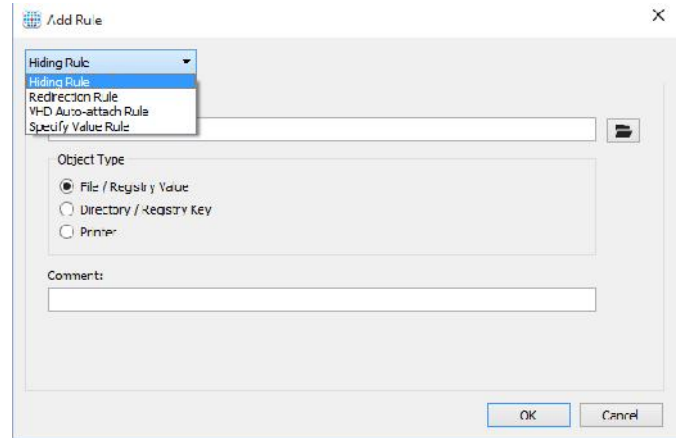 Add Rule
Hiding Rule
Hiding Rule
Redirection Rule
VHD Auto-attach Rule
Specify Value Rule
Object Type
File / Registry Value
Directory / Registry Key
Printer
Comment:
OK
Cancel